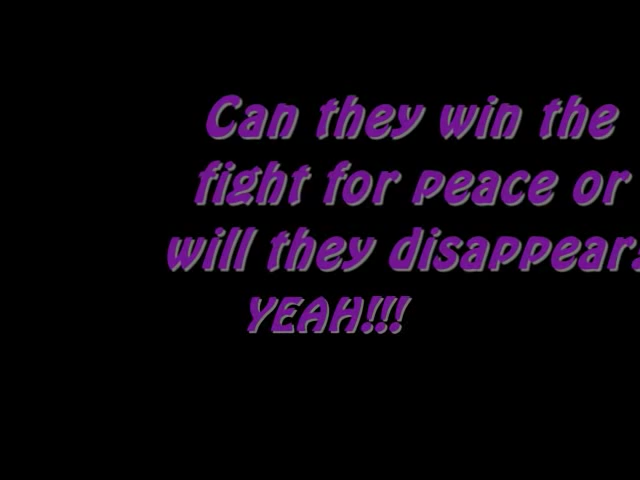 Can they win the
fight for peace or
will they disappear?
YEAH!!!